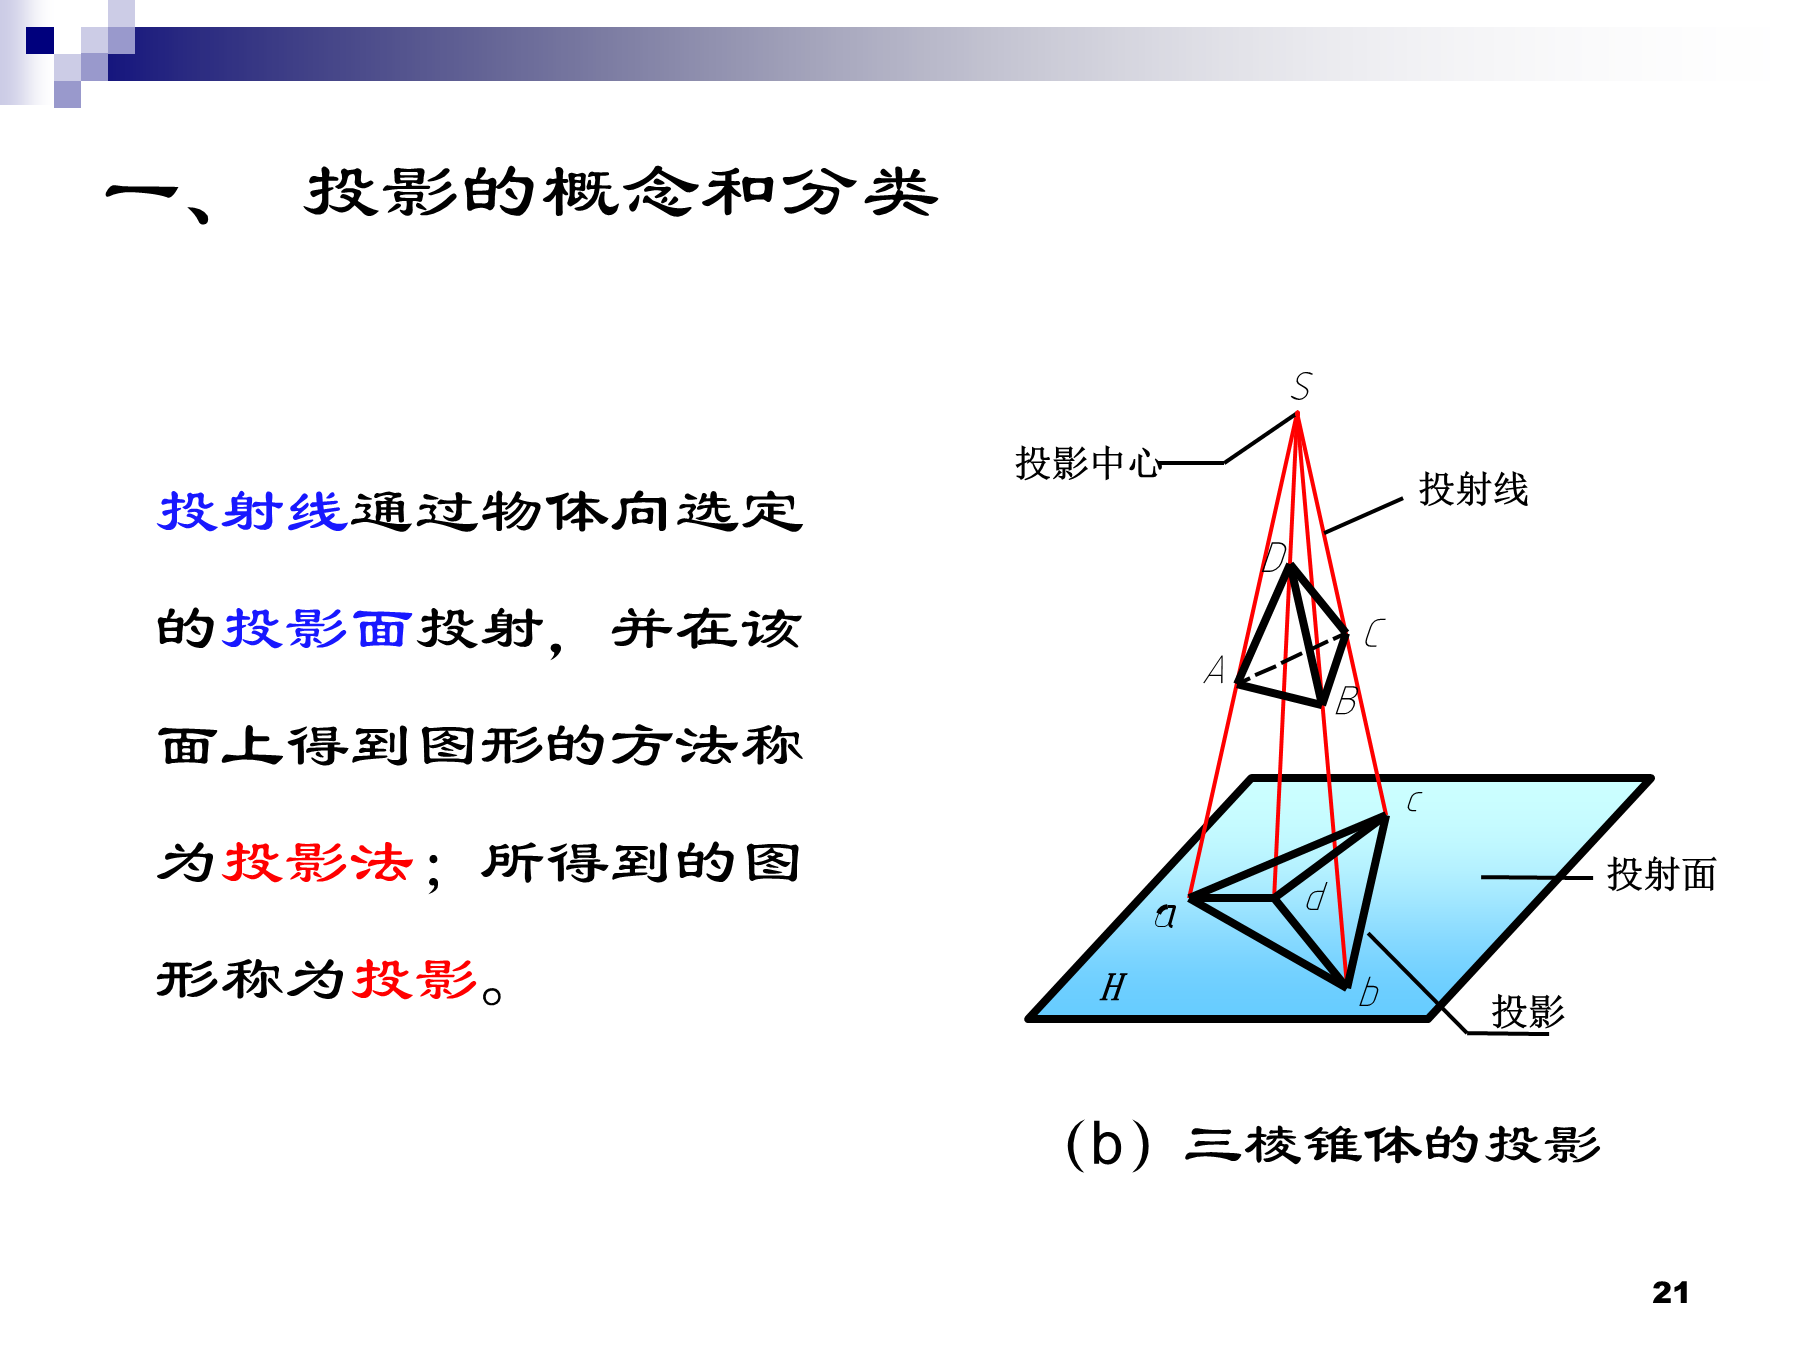 一、 投影的概念和分类
投射线通过物体向选定
的投影面投射，并在该
面上得到图形的方法称
为投影法；所得到的图
形称为投影。
S
投影中心
投射线
D
C
A
B
c
投射面
d
a
H
b
投影
（b）三棱锥体的投影
21